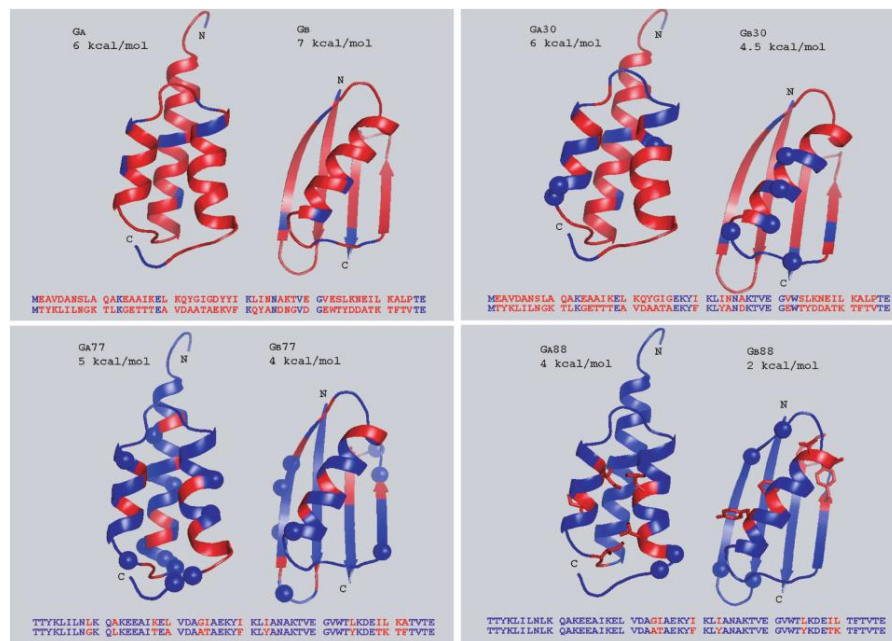 GA
6 kcal/mol
GB
7 kcal/mol
N
N
C
C
MEAVDANSLA QAKEAAIKEL KQYGIGDYYI KLINNAKTVE GVESLKNEIL KALPTE
MTYKLILNGK TLKGETTTEA VDAATAEKVF KQYANDNGVD GEWTYDDATK TFTVTE
GA30
6 kcal/mol
GB30
4.5 kcal/mol
N
N
C
C
MEAVDANSLA QAKEAAIKEL KQYGIGEKYI KLINNAKTVE GVWSLKNEIL KALPTE
MTYKLILNGK TLKGETTTEA VDAATAEKYF KLYANDKTVE GEWTYDDATK TFTVTE
GA77
5 kcal/mol
GB77
4 kcal/mol
N
N
C
C
TTYKLILNLK QAKEEAIKEL VDAGIAEKYI KLIANAKTVE GVWTLKDEIL KATVTE
TTYKLILNGK QLKEEAITEA VDAATAEKYF KLYANAKTVE GVWTYKDETK TFTVTE
GA88
4 kcal/mol
GB88
2 kcal/mol
N
N
C
C
TTYKLILNLK QAKEEAIKEL VDAGIAEKYI KLIANAKTVE GVWTLKDEIL TFTVTE
TTYKLILNLK QAKEEAIKEL VDAATAEKYF KLYANAKTVE GVWTYKDETK TFTVTE